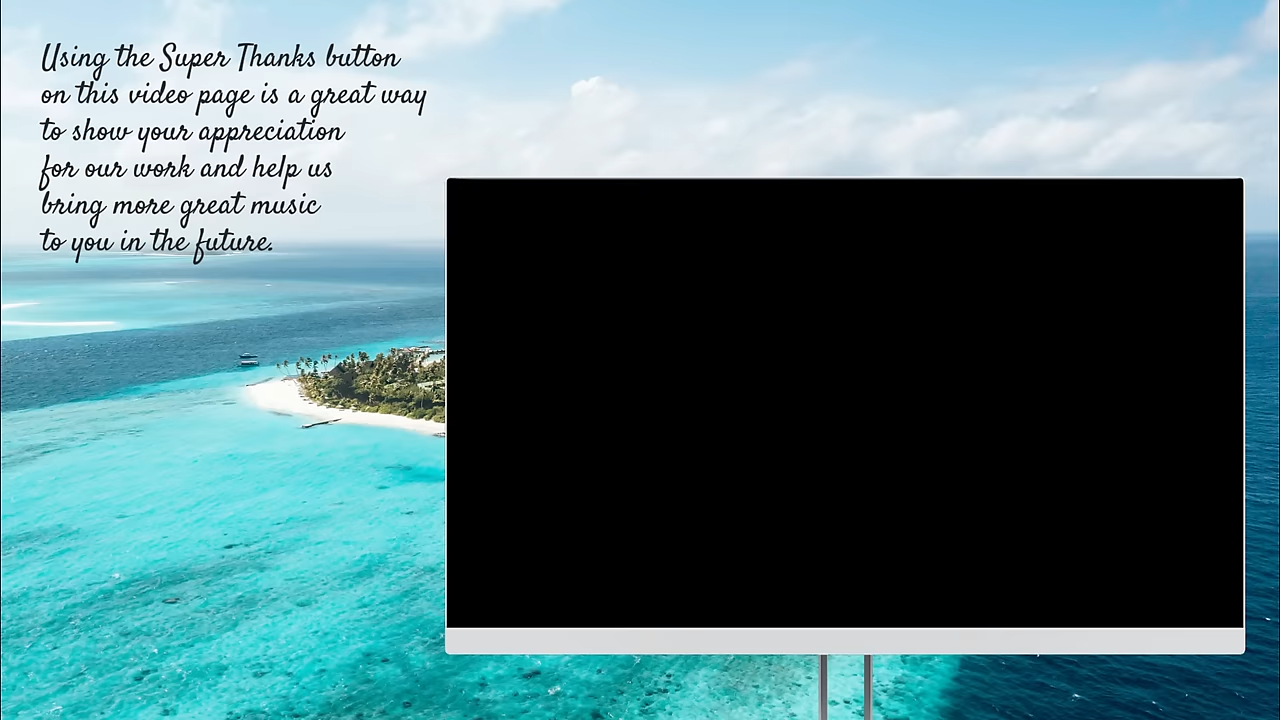 Using the Super Thanks button
on this video page is a great way
to show your appreciation
for our work and help us
bring more great music
to you in the future.